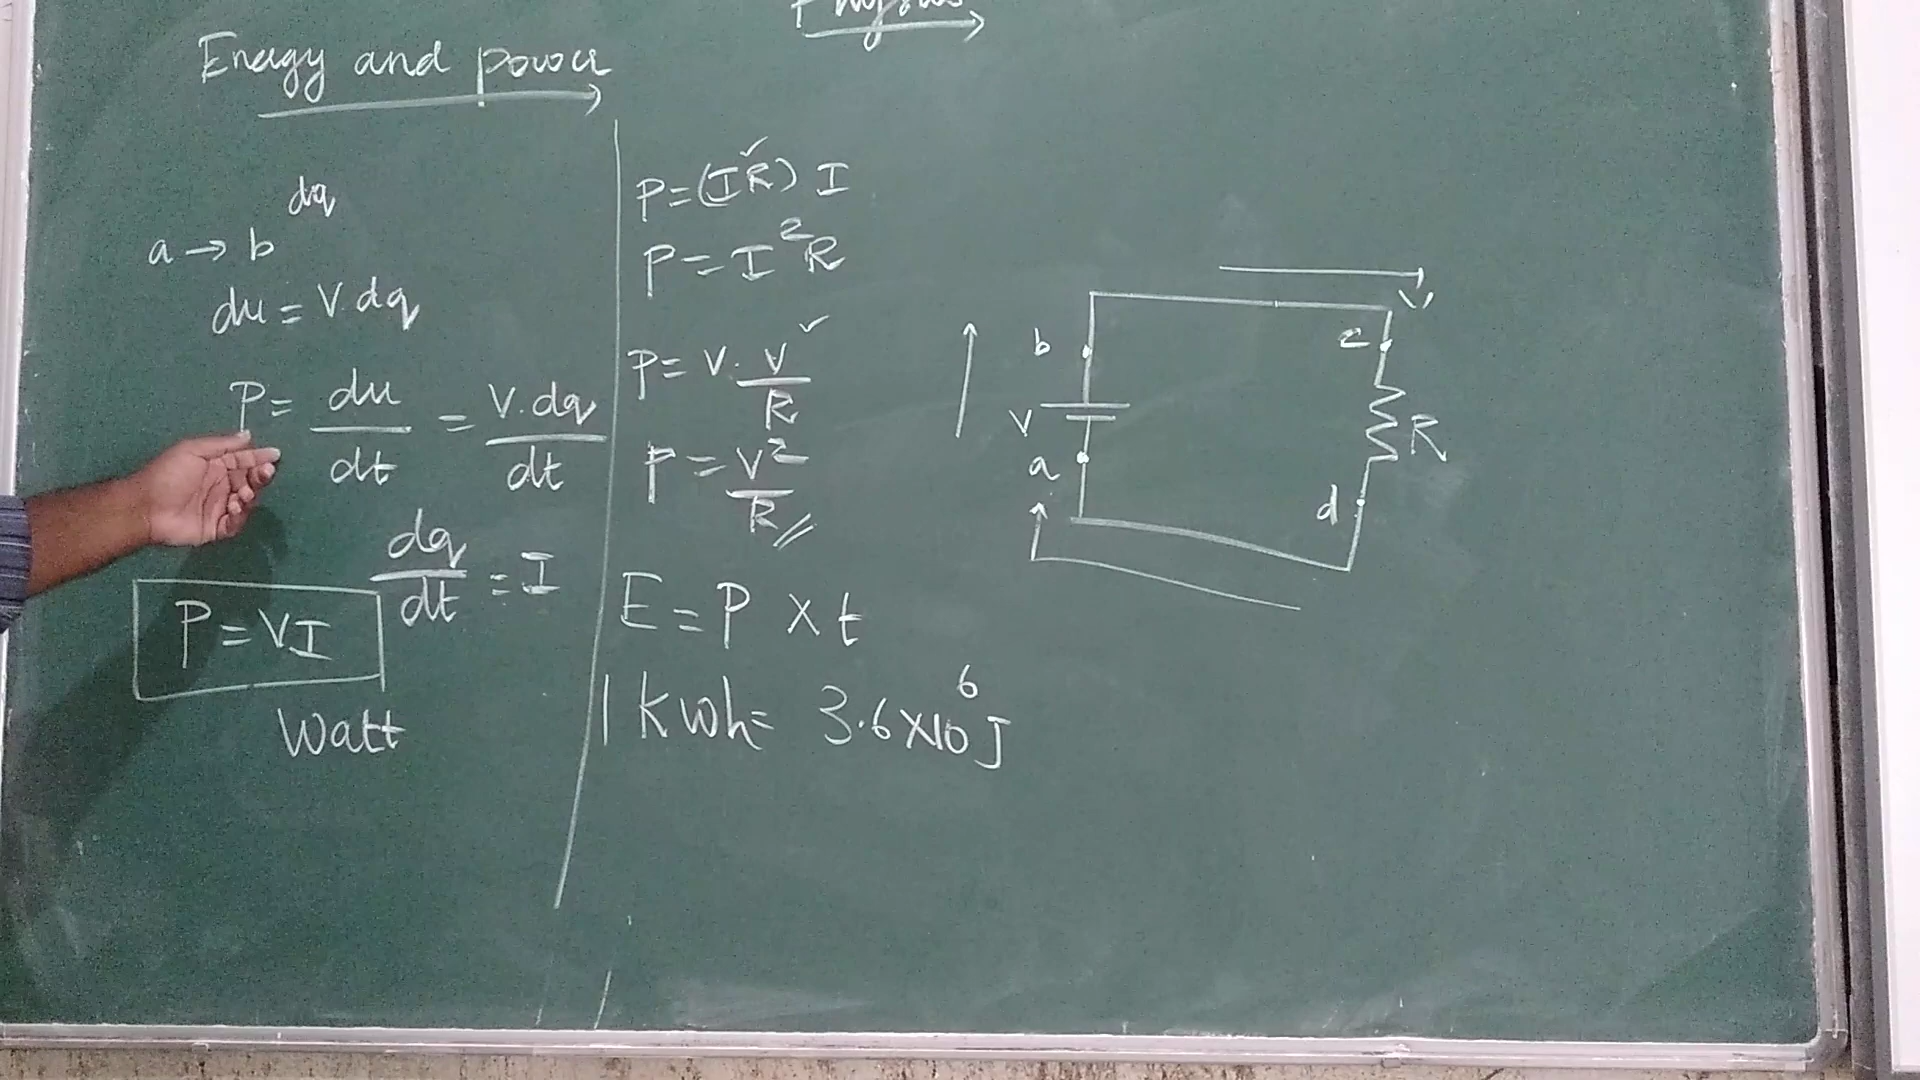 Physics
Energy and power
dq
a → b
du = V.dq
P = du/dt = V.dq/dt
dq/dt = I
P = VI
Watt
P = (IR) I
P = I²R
P = V. V/R
P = V²/R
E = P × t
1 kWh = 3.6×10⁶ J
b
c
V
R
a
d